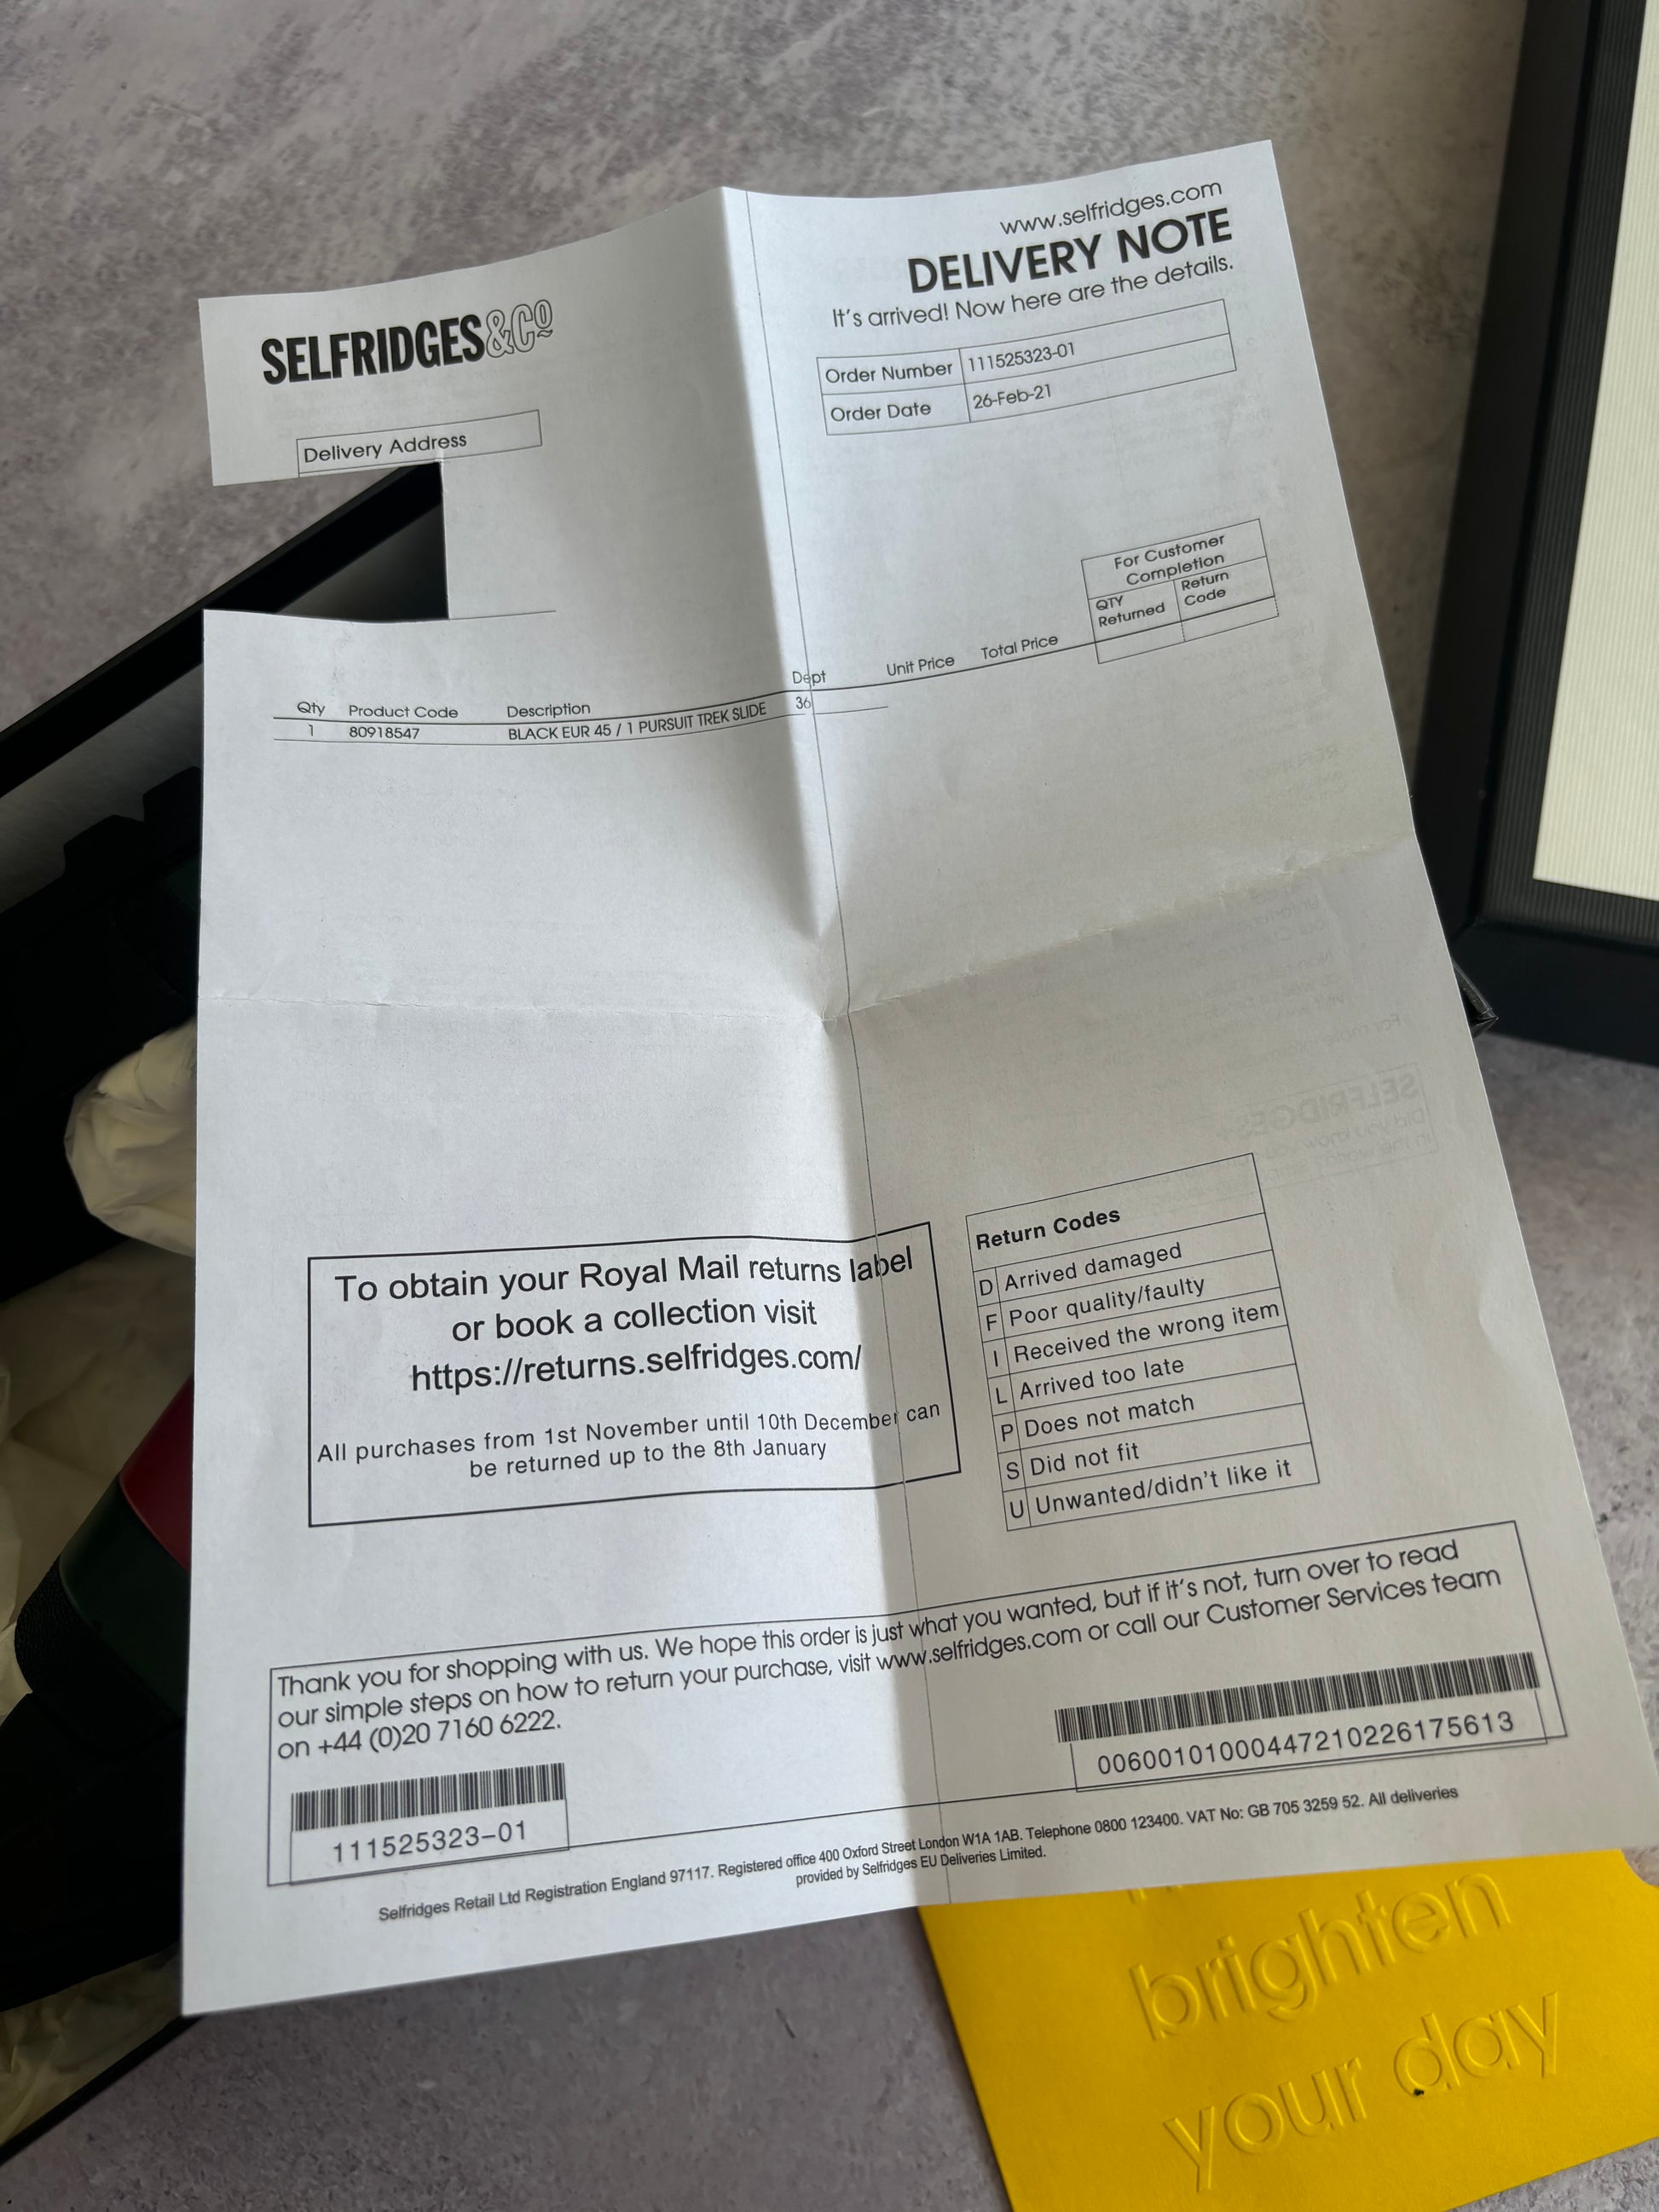 www.selfridges.com
DELIVERY NOTE
It's arrived! Now here are the details.
SELFRIDGES&Co
Order Number 111525323-01
Order Date 26-Feb-21
Delivery Address
For Customer
Completion
QTY
Returned
Return
Code
Qty Product Code Description Dept Unit Price Total Price
1 80918547 BLACK EUR 45 / 1 PURSUIT TREK SLIDE 36
To obtain your Royal Mail returns label
or book a collection visit
https://returns.selfridges.com/
All purchases from 1st November until 10th December can
be returned up to the 8th January
Return Codes
D Arrived damaged
F Poor quality/faulty
I Received the wrong item
L Arrived too late
P Does not match
S Did not fit
U Unwanted/didn't like it
Thank you for shopping with us. We hope this order is just what you wanted, but if it's not, turn over to read
our simple steps on how to return your purchase, visit www.selfridges.com or call our Customer Services team
on +44 (0)20 7160 6222.
111525323-01
00600101000447210226175613
Selfridges Retail Ltd Registration England 97117. Registered office 400 Oxford Street London W1A 1AB. Telephone 0800 123400. VAT No: GB 705 3259 52. All deliveries
provided by Selfridges EU Deliveries Limited.
brighten
your day